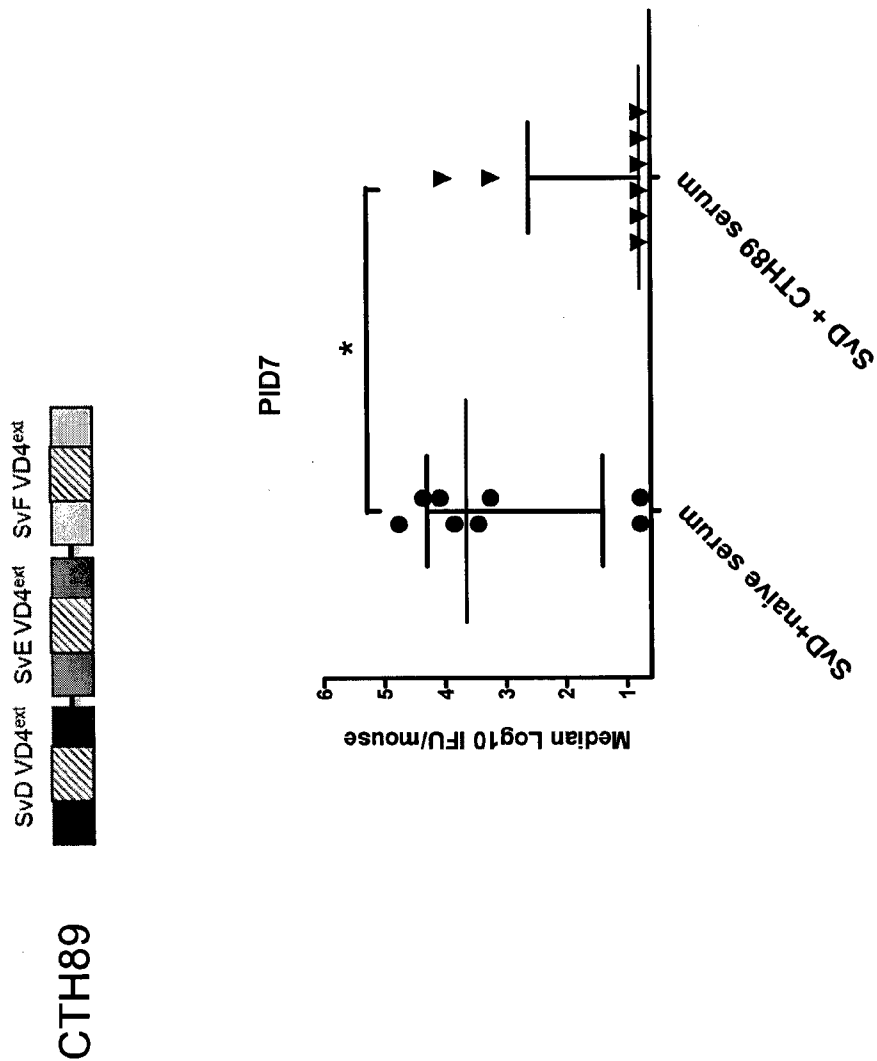 CTH89
SvD VD4ext SvE VD4ext SvF VD4ext
PID7
*
Median Log10 IFU/mouse
6
5
4
3
2
1
SvD+naive serum
SvD + CTH89 serum